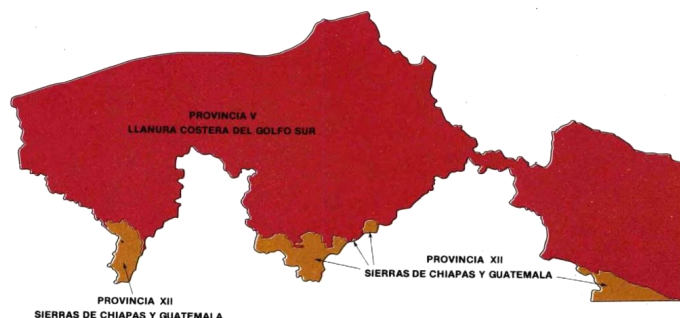 PROVINCIA V
LLANURA COSTERA DEL GOLFO SUR
PROVINCIA XII
SIERRAS DE CHIAPAS Y GUATEMALA
PROVINCIA XII
SIERRAS DE CHIAPAS Y GUATEMALA